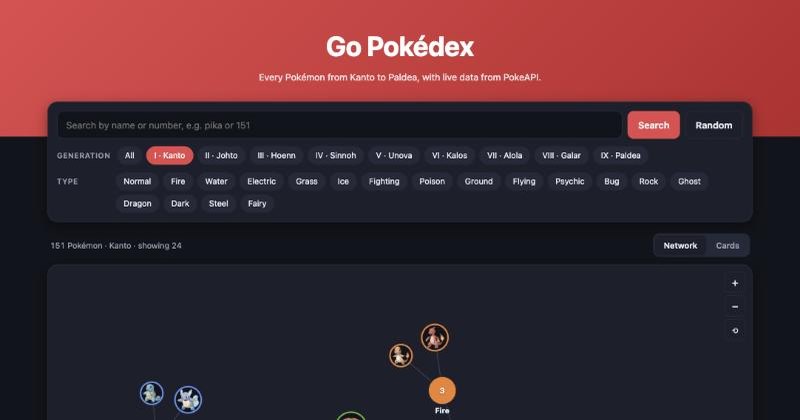 Go Pokédex
Every Pokémon from Kanto to Paldea, with live data from PokeAPI.
Search by name or number, e.g. pika or 151
Search
Random
GENERATION All I · Kanto II · Johto III · Hoenn IV · Sinnoh V · Unova VI · Kalos VII · Alola VIII · Galar IX · Paldea
TYPE Normal Fire Water Electric Grass Ice Fighting Poison Ground Flying Psychic Bug Rock Ghost
Dragon Dark Steel Fairy
151 Pokémon · Kanto · showing 24
Network Cards
+
−
3
Fire